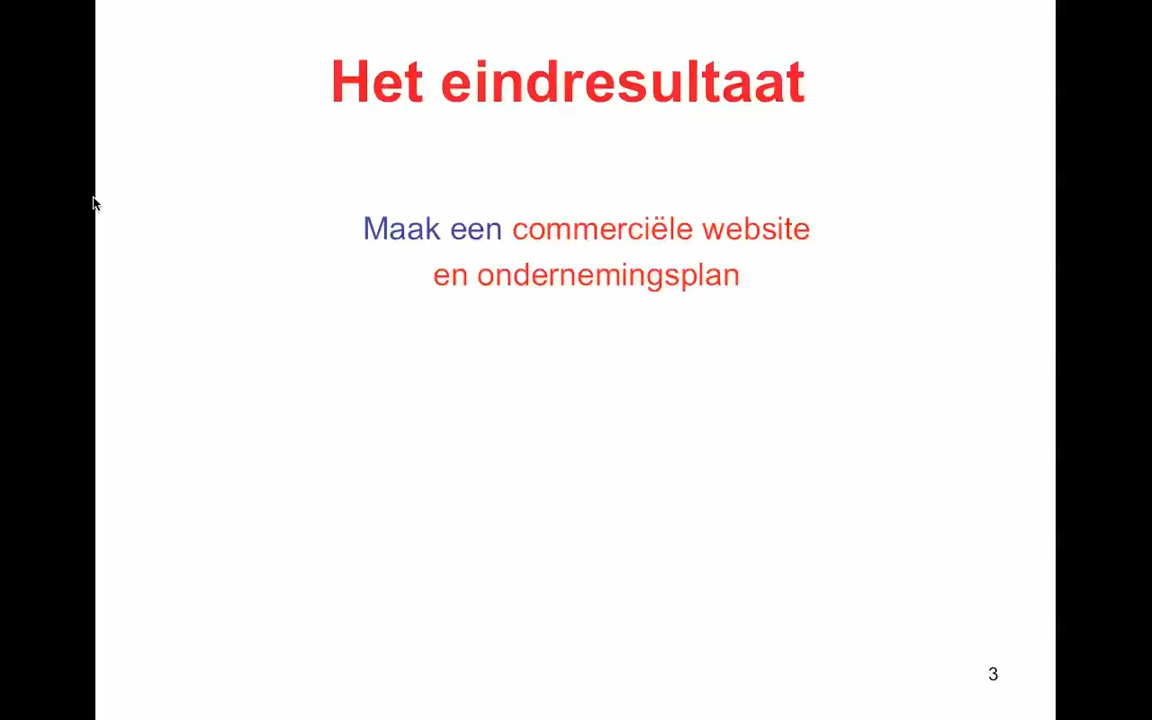 Het eindresultaat
Maak een commerciële website
en ondernemingsplan
3